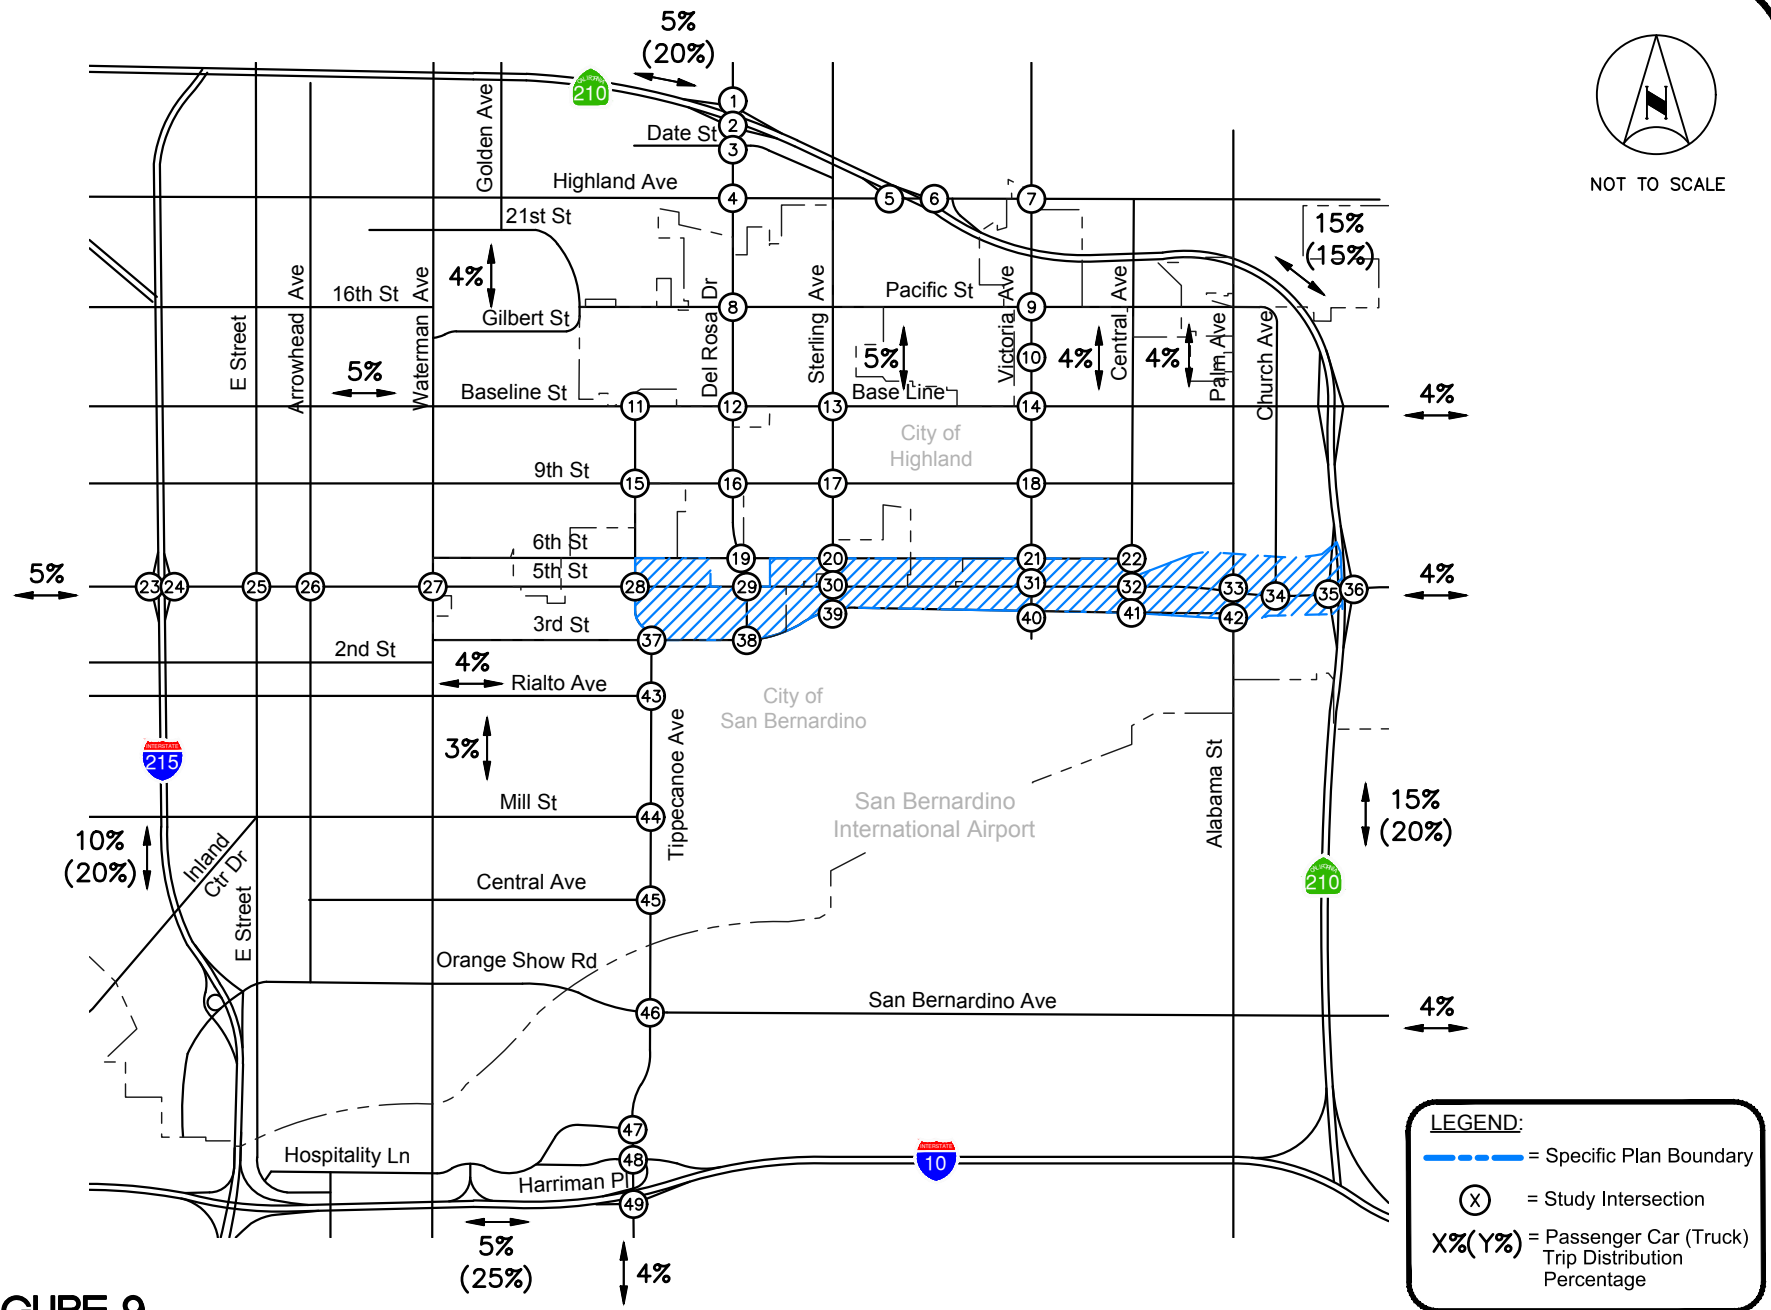 5%
(20%)
CALIFORNIA
210
N
NOT TO SCALE
1
2
Date St
3
Golden Ave
Highland Ave
4
5
6
7
21st St
15%
(15%)
4%
16th St
Gilbert St
8
Pacific St
9
E Street
Arrowhead Ave
Waterman Ave
Del Rosa Dr
Sterling Ave
Victoria Ave
Central Ave
Palm Ave
Church Ave
5%
5%
10
4%
4%
Baseline St
11
12
13
Base Line
14
4%
City of
Highland
9th St
15
16
17
18
6th St
19
20
21
22
5%
5th St
23
24
25
26
27
28
29
30
31
32
33
34
35
36
4%
3rd St
37
38
39
40
41
42
2nd St
4%
Rialto Ave
43
City of
San Bernardino
Tippecanoe Ave
3%
INTERSTATE
215
Mill St
44
San Bernardino
International Airport
Alabama St
15%
(20%)
10%
(20%)
Inland
Ctr Dr
E Street
Central Ave
45
CALIFORNIA
210
Orange Show Rd
46
San Bernardino Ave
4%
47
Hospitality Ln
48
Harriman Pl
49
INTERSTATE
10
5%
(25%)
4%
LEGEND:
= Specific Plan Boundary
X
= Study Intersection
X%(Y%)
= Passenger Car (Truck)
Trip Distribution
Percentage
GURE 9